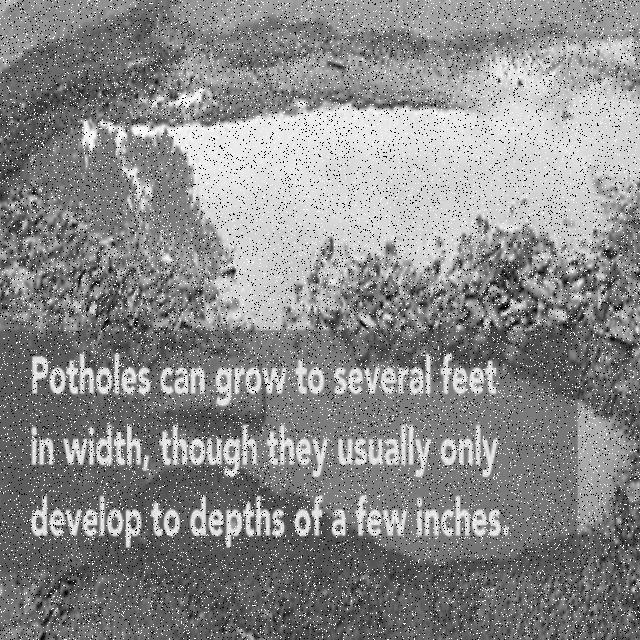 Potholes can grow to several feet
in width, though they usually only
develop to depths of a few inches.